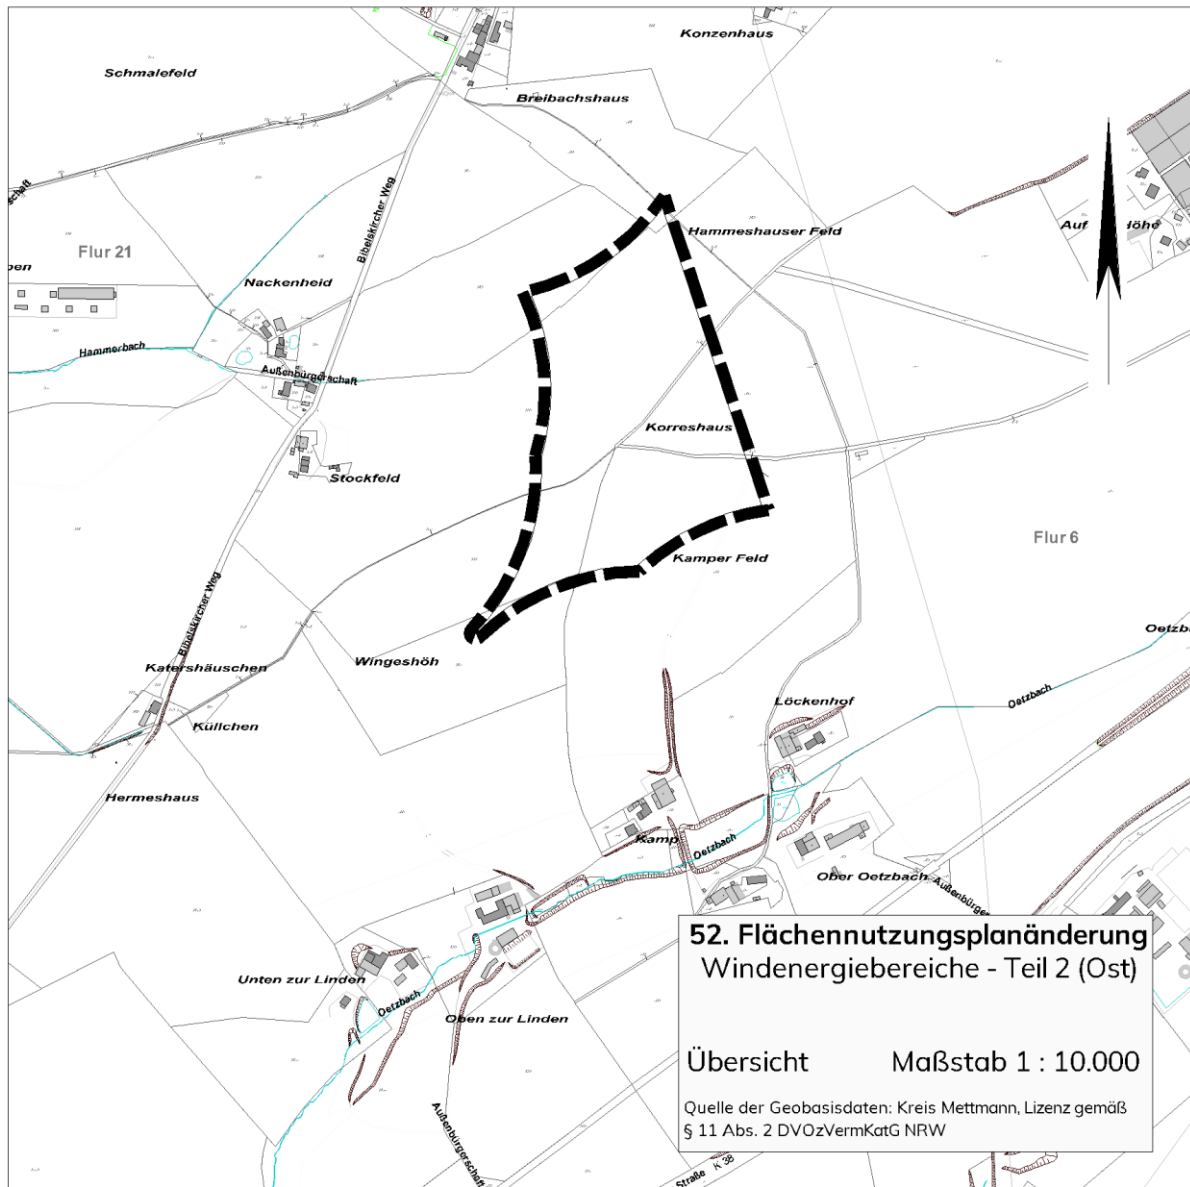 Konzenhaus
Schmalefeld
Breibachshaus
Bibelskircher Weg
Hammeshauser Feld
Flur 21
Nackenheid
Hammerbach
Außenbürgerschaft
Korreshaus
Stockfeld
Flur 6
Kamper Feld
Bibelskircher Weg
Katershäuschen
Wingeshöh
Küllchen
Löckenhof
Oetzbach
Hermeshaus
Kamp
Oetzbach
Ober Oetzbach
Unten zur Linden
Oetzbach
Oben zur Linden
Außenbürgerschaft
Straße K 38
52. Flächennutzungsplanänderung
Windenergiebereiche - Teil 2 (Ost)
Übersicht Maßstab 1 : 10.000
Quelle der Geobasisdaten: Kreis Mettmann, Lizenz gemäß
§ 11 Abs. 2 DVOzVermKatG NRW